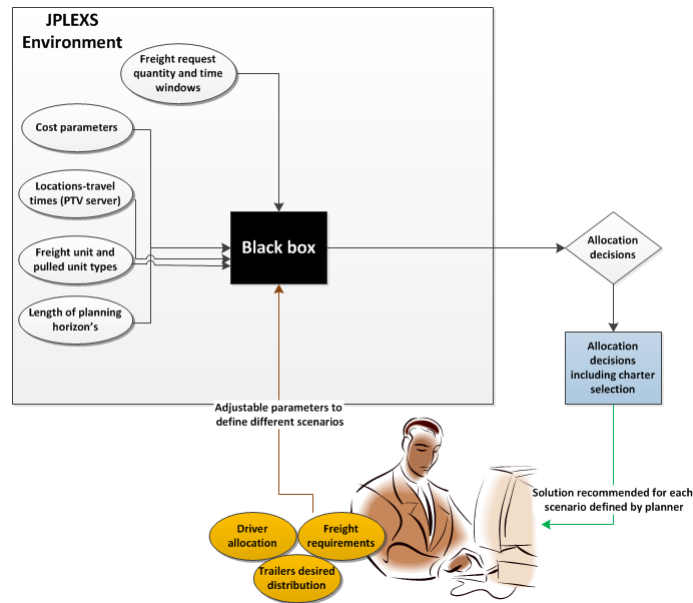 JPLEXS
Environment
Freight request
quantity and time
windows
Cost parameters
Locations-travel
times (PTV server)
Freight unit and
pulled unit types
Length of planning
horizon's
Black box
Allocation
decisions
Allocation
decisions
including charter
selection
Adjustable parameters to
define different scenarios
Solution recommended for each
scenario defined by planner
Driver
allocation
Freight
requirements
Trailers desired
distribution